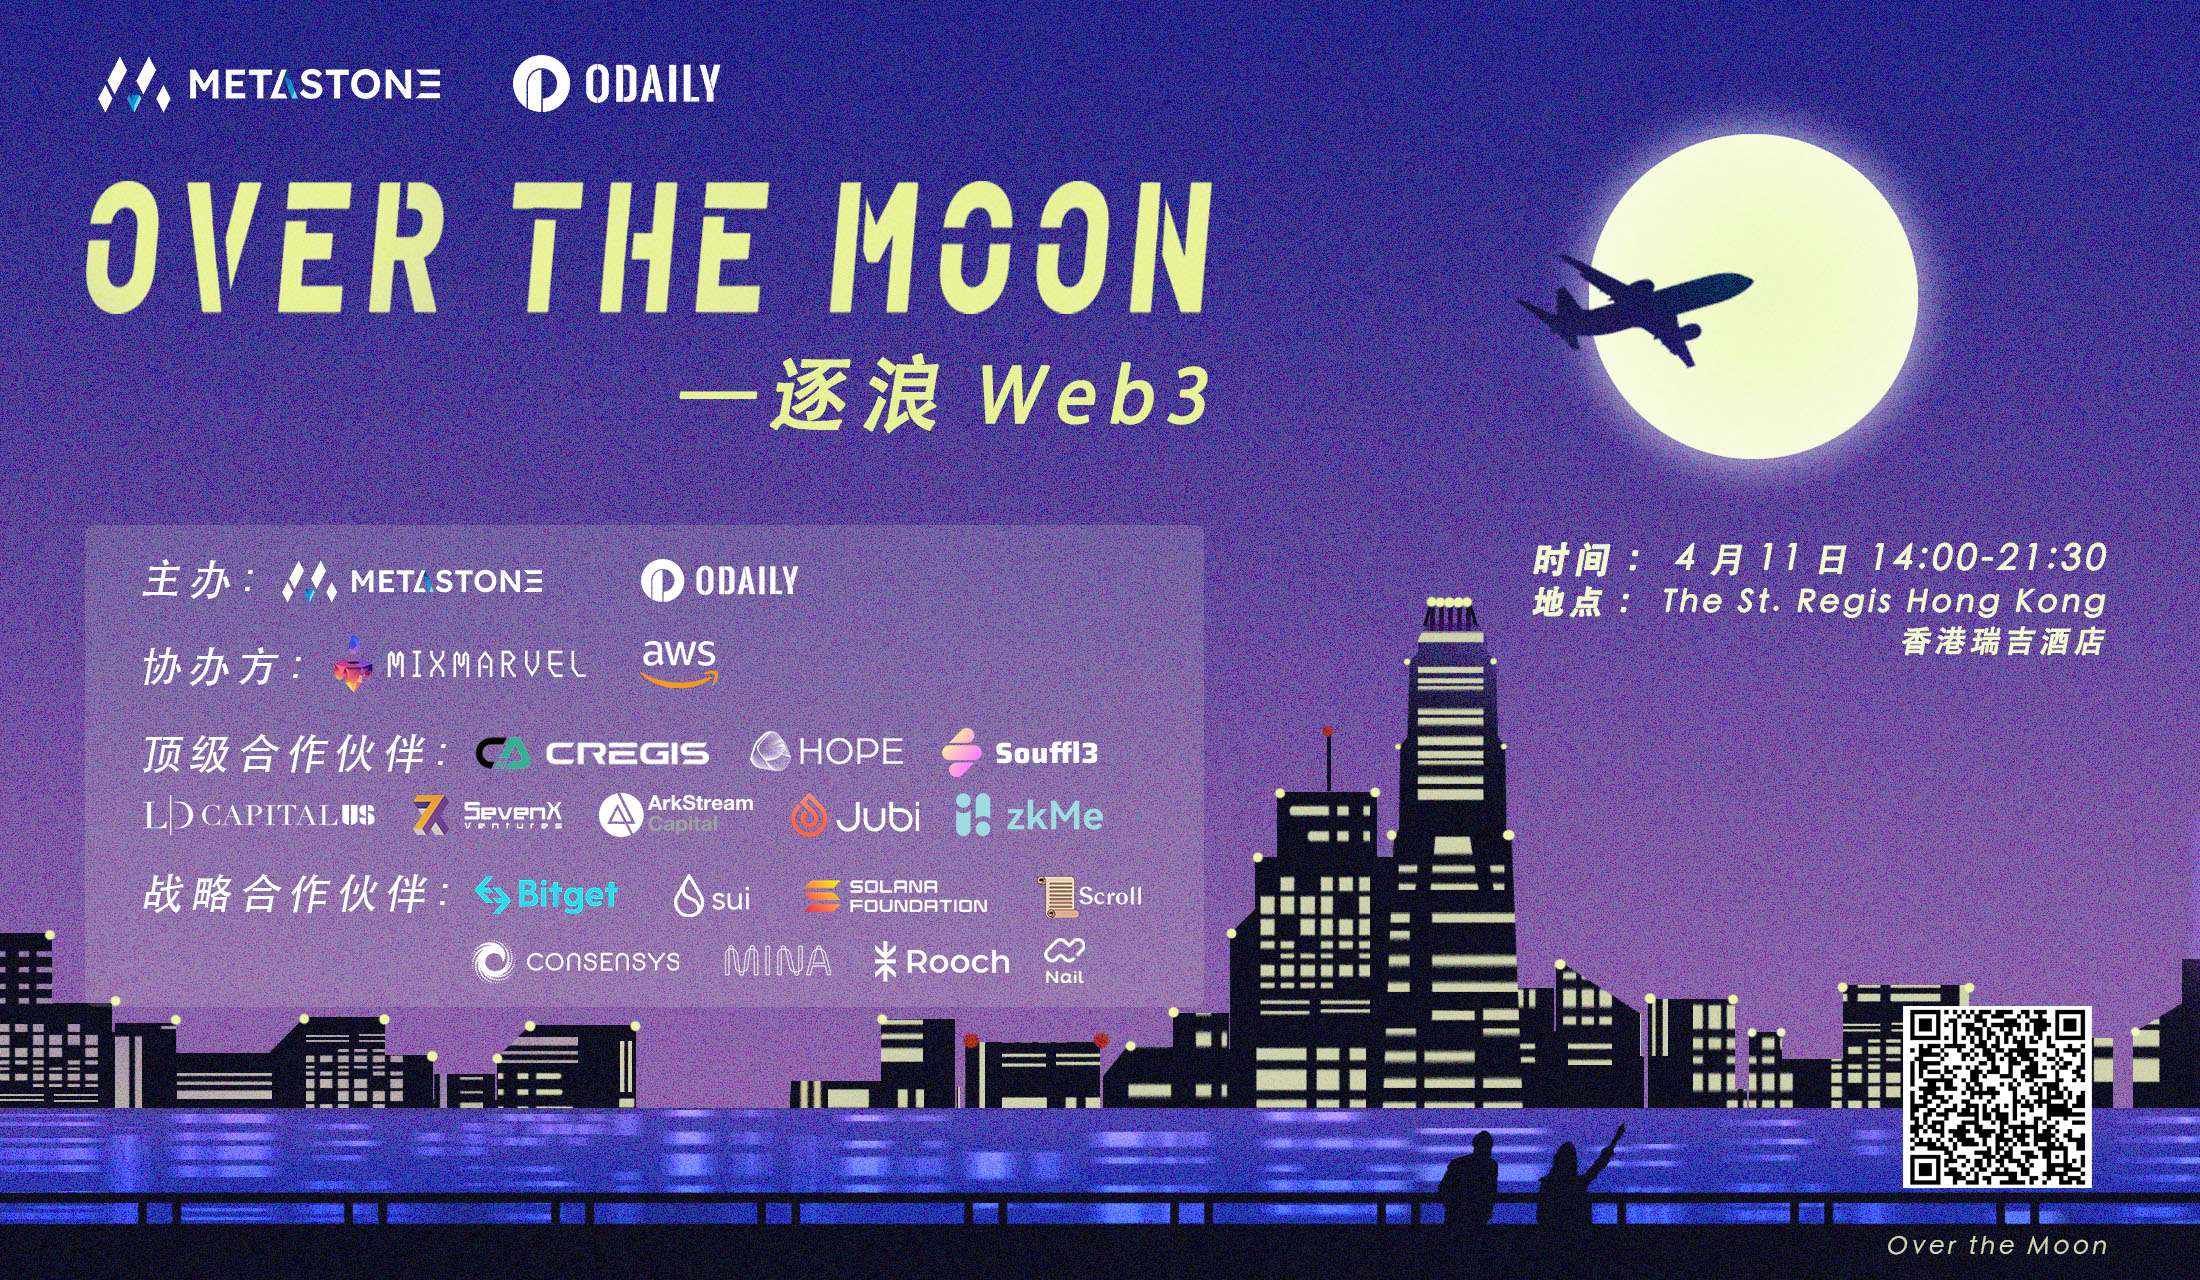 METASTONE ODAILY
OVER THE MOON
—逐浪 Web3
主办: METASTONE ODAILY
协办方: MIXMARVEL aws
顶级合作伙伴: CREGIS HOPE Souffl3
LD CAPITAL US SevenX Ventures ArkStream Capital Jubi zkMe
战略合作伙伴: Bitget sui SOLANA FOUNDATION Scroll
CONSENSYS MINA Rooch Nail
时间: 4月11日 14:00-21:30
地点: The St. Regis Hong Kong
香港瑞吉酒店
Over the Moon